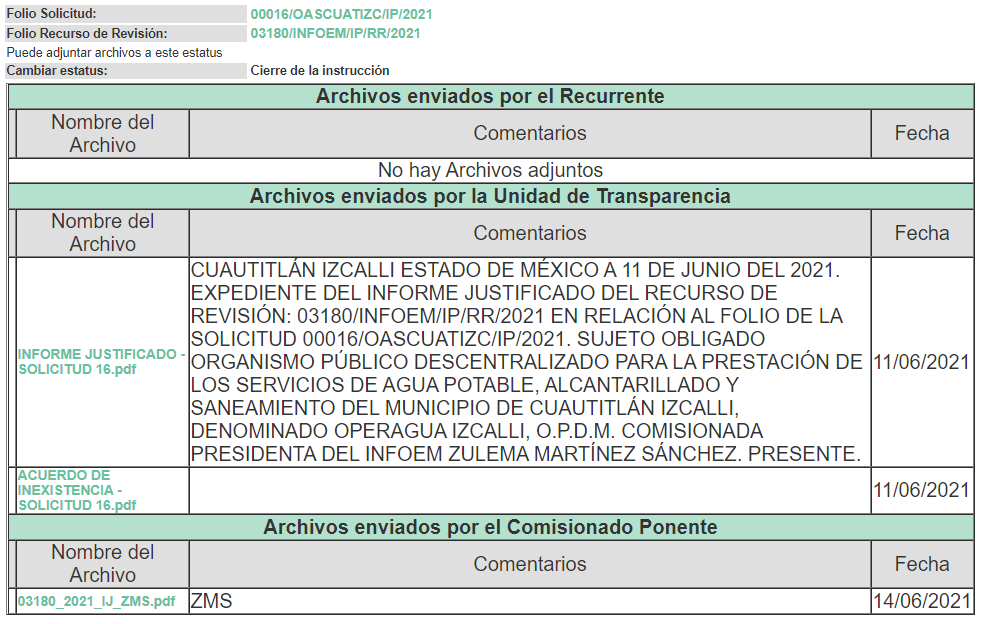 Folio Solicitud: 00016/OASCUATIZC/IP/2021
Folio Recurso de Revisión: 03180/INFOEM/IP/RR/2021
Puede adjuntar archivos a este estatus
Cambiar estatus: Cierre de la instrucción
Archivos enviados por el Recurrente
Nombre del
Archivo
Comentarios
Fecha
No hay Archivos adjuntos
Archivos enviados por la Unidad de Transparencia
Nombre del
Archivo
Comentarios
Fecha
INFORME JUSTIFICADO -
SOLICITUD 16.pdf
CUAUTITLÁN IZCALLI ESTADO DE MÉXICO A 11 DE JUNIO DEL 2021.
EXPEDIENTE DEL INFORME JUSTIFICADO DEL RECURSO DE
REVISIÓN: 03180/INFOEM/IP/RR/2021 EN RELACIÓN AL FOLIO DE LA
SOLICITUD 00016/OASCUATIZC/IP/2021. SUJETO OBLIGADO
ORGANISMO PÚBLICO DESCENTRALIZADO PARA LA PRESTACIÓN DE
LOS SERVICIOS DE AGUA POTABLE, ALCANTARILLADO Y
SANEAMIENTO DEL MUNICIPIO DE CUAUTITLÁN IZCALLI,
DENOMINADO OPERAGUA IZCALLI, O.P.D.M. COMISIONADA
PRESIDENTA DEL INFOEM ZULEMA MARTÍNEZ SÁNCHEZ. PRESENTE.
11/06/2021
ACUERDO DE
INEXISTENCIA -
SOLICITUD 16.pdf
11/06/2021
Archivos enviados por el Comisionado Ponente
Nombre del
Archivo
Comentarios
Fecha
03180_2021_IJ_ZMS.pdf
ZMS
14/06/2021